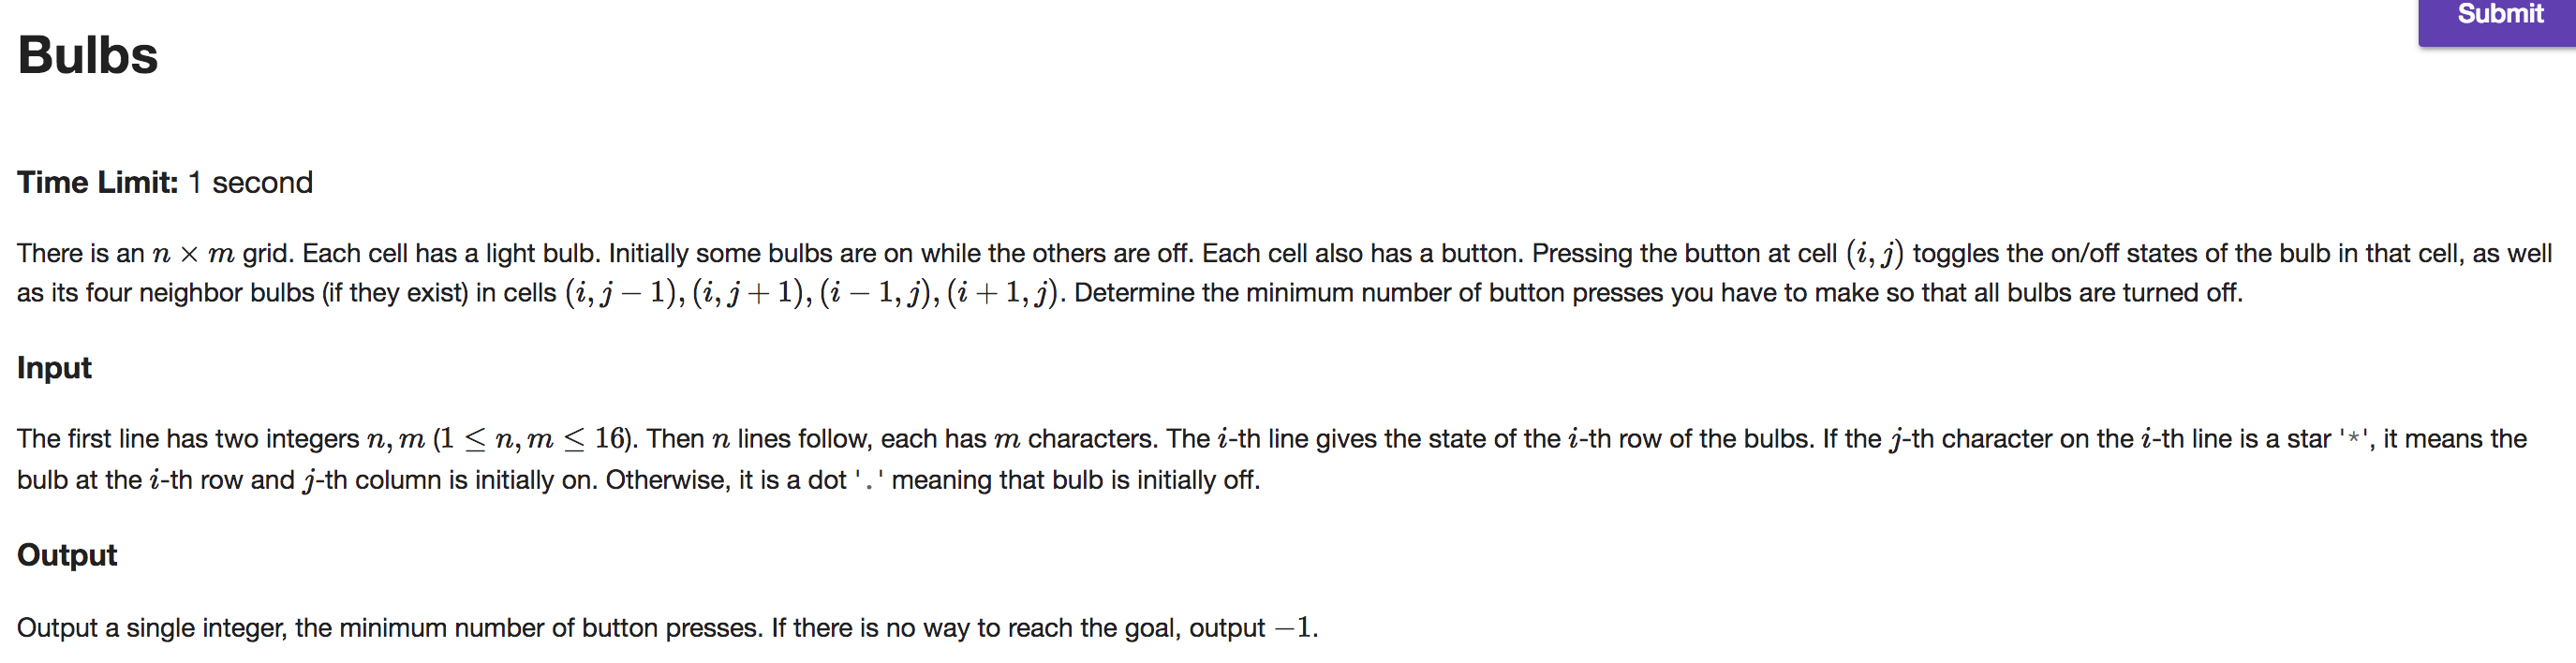 Submit
Bulbs
Time Limit: 1 second
There is an n × m grid. Each cell has a light bulb. Initially some bulbs are on while the others are off. Each cell also has a button. Pressing the button at cell (i, j) toggles the on/off states of the bulb in that cell, as well
as its four neighbor bulbs (if they exist) in cells (i, j − 1), (i, j + 1), (i − 1, j), (i + 1, j). Determine the minimum number of button presses you have to make so that all bulbs are turned off.
Input
The first line has two integers n, m (1 ≤ n, m ≤ 16). Then n lines follow, each has m characters. The i-th line gives the state of the i-th row of the bulbs. If the j-th character on the i-th line is a star '*', it means the
bulb at the i-th row and j-th column is initially on. Otherwise, it is a dot '.' meaning that bulb is initially off.
Output
Output a single integer, the minimum number of button presses. If there is no way to reach the goal, output −1.